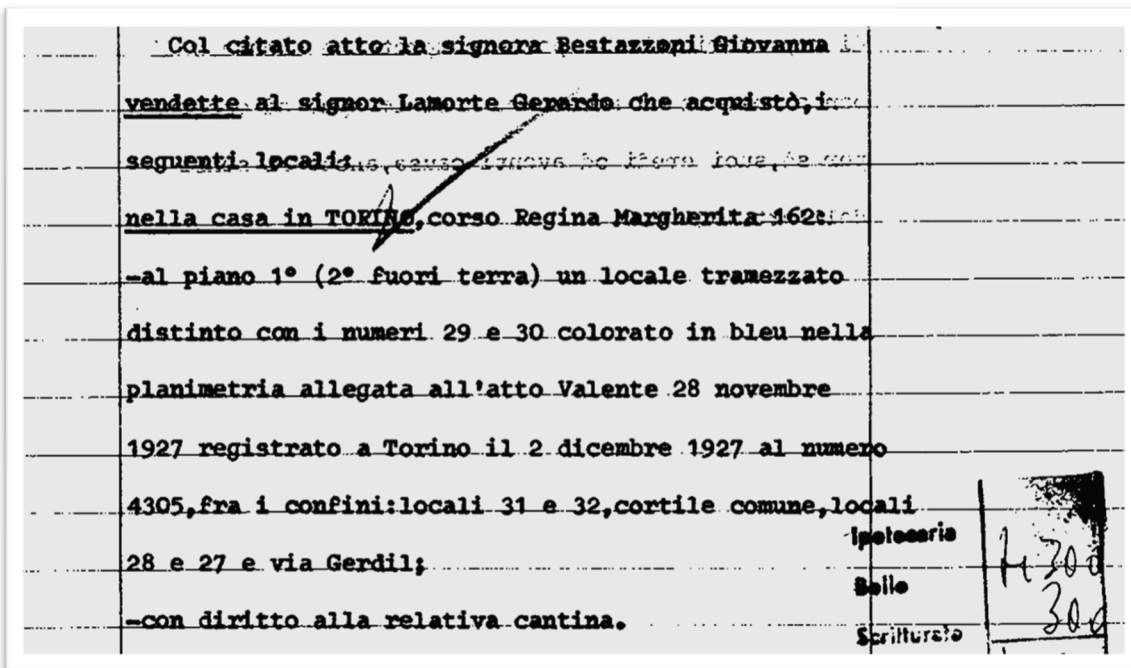 Col citato atto la signora Bestazzoni Giovanna
vendette al signor Lamorte Gerardo che acquistò,i
seguenti locali:
nella casa in TORINO,corso Regina Margherita 162:
-al piano 1° (2° fuori terra) un locale tramezzato
distinto con i numeri 29 e 30 colorato in bleu nella
planimetria allegata all'atto Valente 28 novembre
1927 registrato a Torino il 2 dicembre 1927 al numero
4305,fra i confini:locali 31 e 32,cortile comune,locali
28 e 27 e via Gerdil;
-con diritto alla relativa cantina.
Ipotecaria
Bollo 300
Scritturato 300